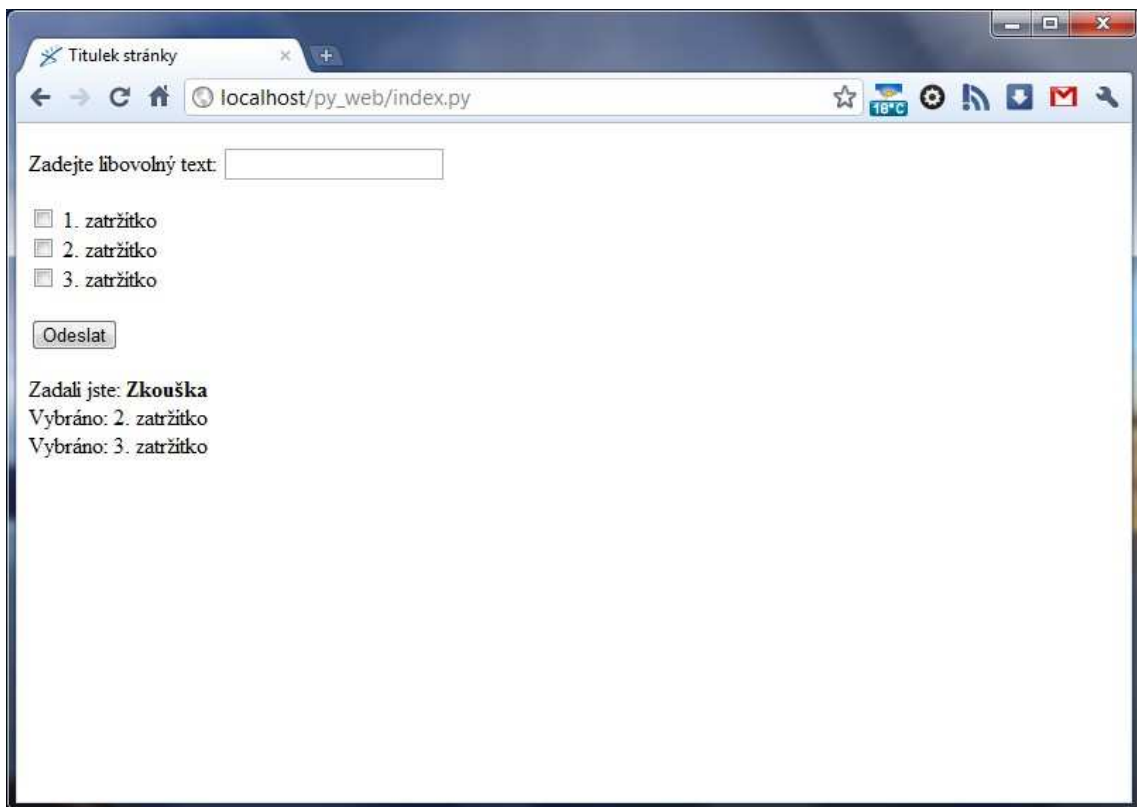 Titulek stránky
localhost/py_web/index.py
18°C
Zadejte libovolný text:
1. zatržítko
2. zatržítko
3. zatržítko
Odeslat
Zadali jste: Zkouška
Vybráno: 2. zatržítko
Vybráno: 3. zatržítko